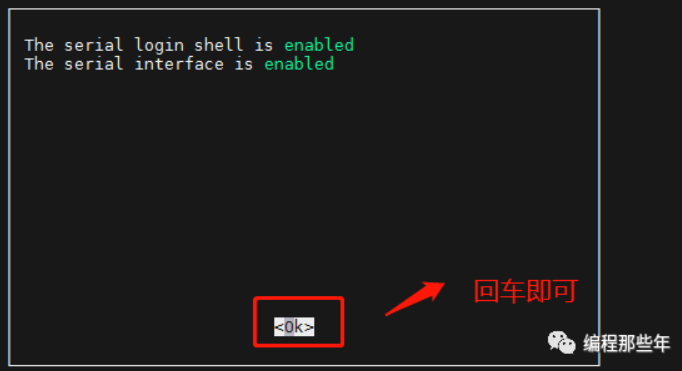 The serial login shell is enabled
The serial interface is enabled
回车即可
<Ok>
编程那些年